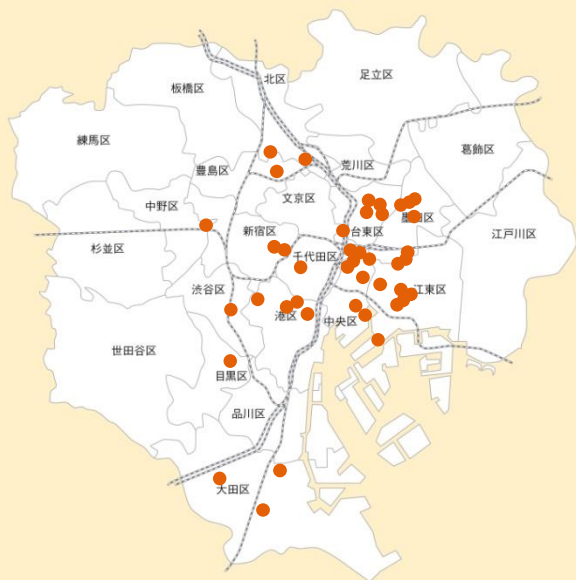 足立区
北区
板橋区
練馬区
葛飾区
荒川区
豊島区
文京区
中野区
墨田区
新宿区
台東区
江戸川区
杉並区
千代田区
渋谷区
江東区
港区
中央区
世田谷区
目黒区
品川区
大田区